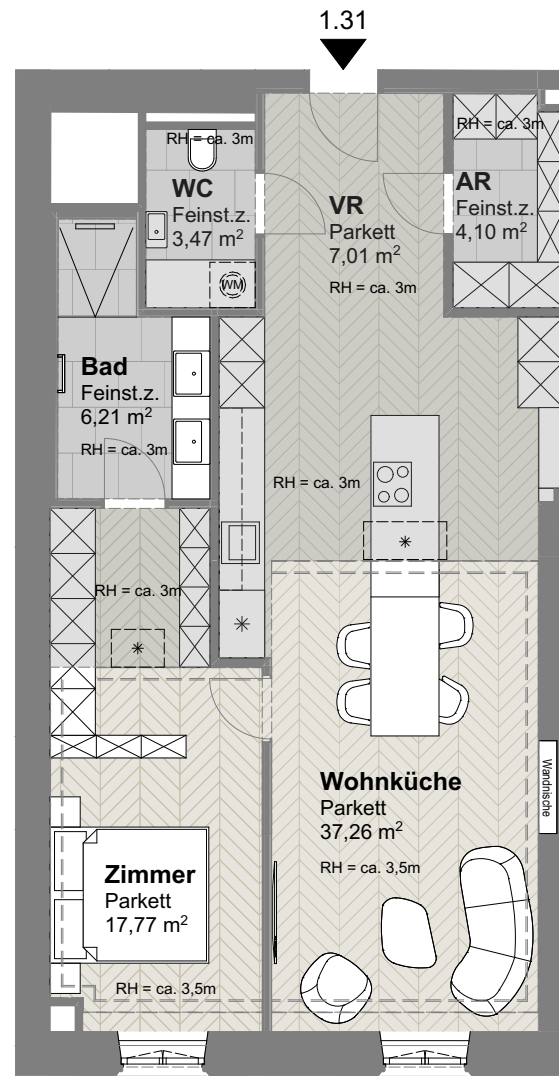 1.31
RH = ca. 3m
WC
Feinst.z.
3,47 m²
WM
VR
Parkett
7,01 m²
RH = ca. 3m
RH = ca. 3m
AR
Feinst.z.
4,10 m²
Bad
Feinst.z.
6,21 m²
RH = ca. 3m
RH = ca. 3m
RH = ca. 3m
Wohnküche
Parkett
37,26 m²
RH = ca. 3,5m
Wandnische
Zimmer
Parkett
17,77 m²
RH = ca. 3,5m